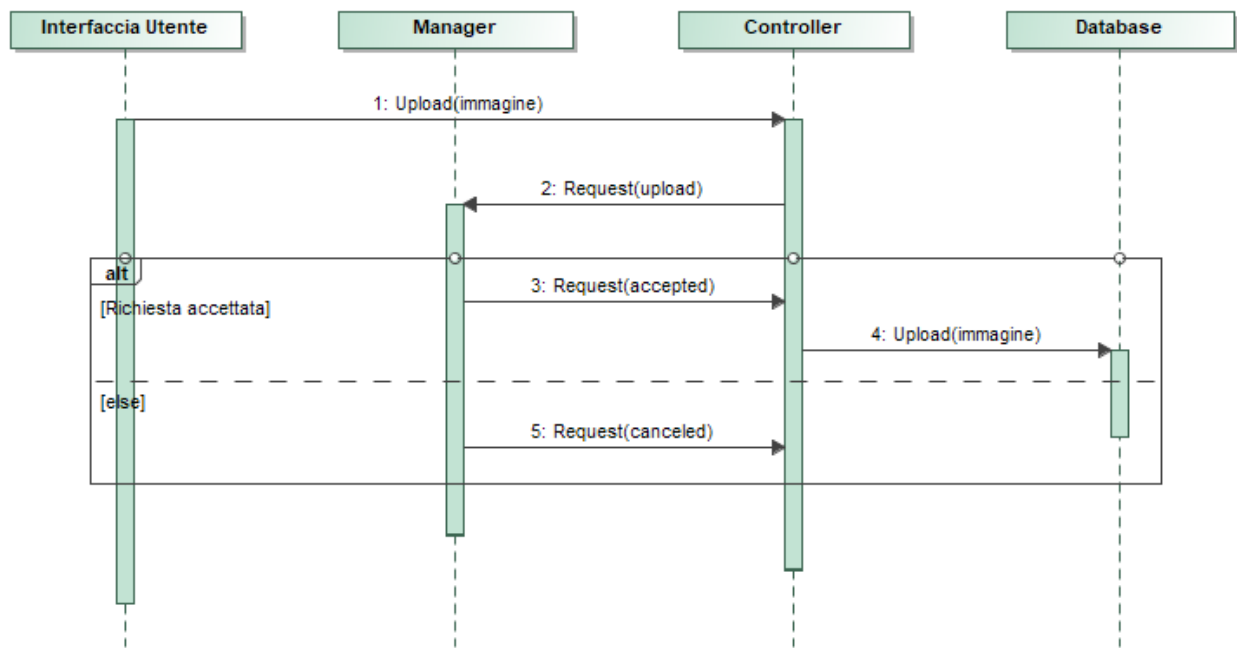 Interfaccia Utente
Manager
Controller
Database
1: Upload(immagine)
2: Request(upload)
alt
[Richiesta accettata]
3: Request(accepted)
4: Upload(immagine)
[else]
5: Request(canceled)